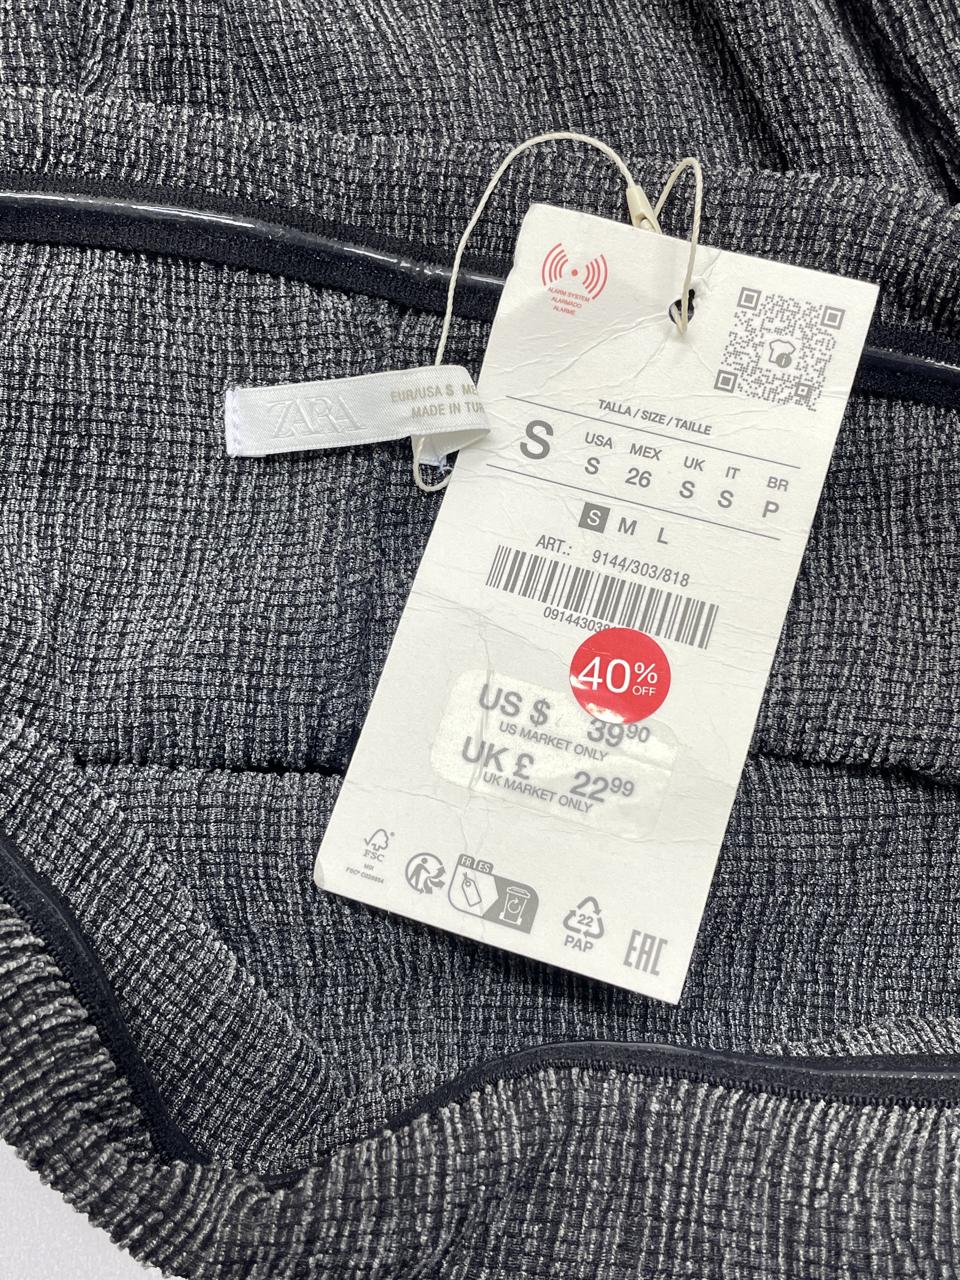 ALARM SYSTEM
ALARMADO
ALARME
ZARA
EUR/USA S
MADE IN
TALLA / SIZE / TAILLE
S
USA MEX UK IT BR
S 26 S S P
S M L
ART.: 9144/303/818
40% OFF
US $ 39.90
US MARKET ONLY
UK £ 22.99
UK MARKET ONLY
FSC®
MIX
FR ES
22
PAP
EAC